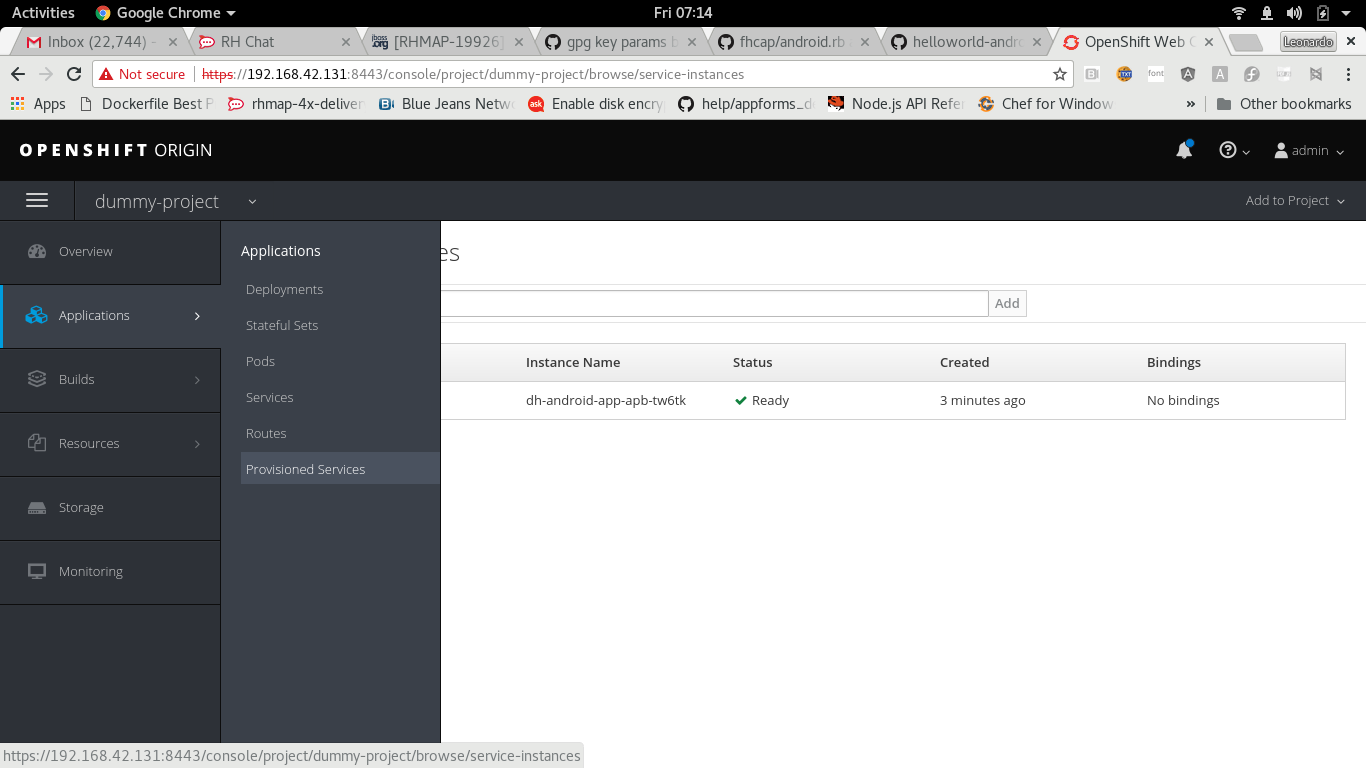 Activities Google Chrome Fri 07:14
Inbox (22,744) - RH Chat [RHMAP-19926] gpg key params b fhcap/android.rb helloworld-andro OpenShift Web C Leonardo
Not secure https://192.168.42.131:8443/console/project/dummy-project/browse/service-instances
Apps Dockerfile Best P rhmap-4x-deliver Blue Jeans Netw Enable disk encry help/appforms_de Node.js API Refer Chef for Window » Other bookmarks
OPENSHIFT ORIGIN admin
dummy-project Add to Project
Overview
Applications
Builds
Resources
Storage
Monitoring
Applications
Deployments
Stateful Sets
Pods
Services
Routes
Provisioned Services
es
Add
Instance Name Status Created Bindings
dh-android-app-apb-tw6tk Ready 3 minutes ago No bindings
https://192.168.42.131:8443/console/project/dummy-project/browse/service-instances